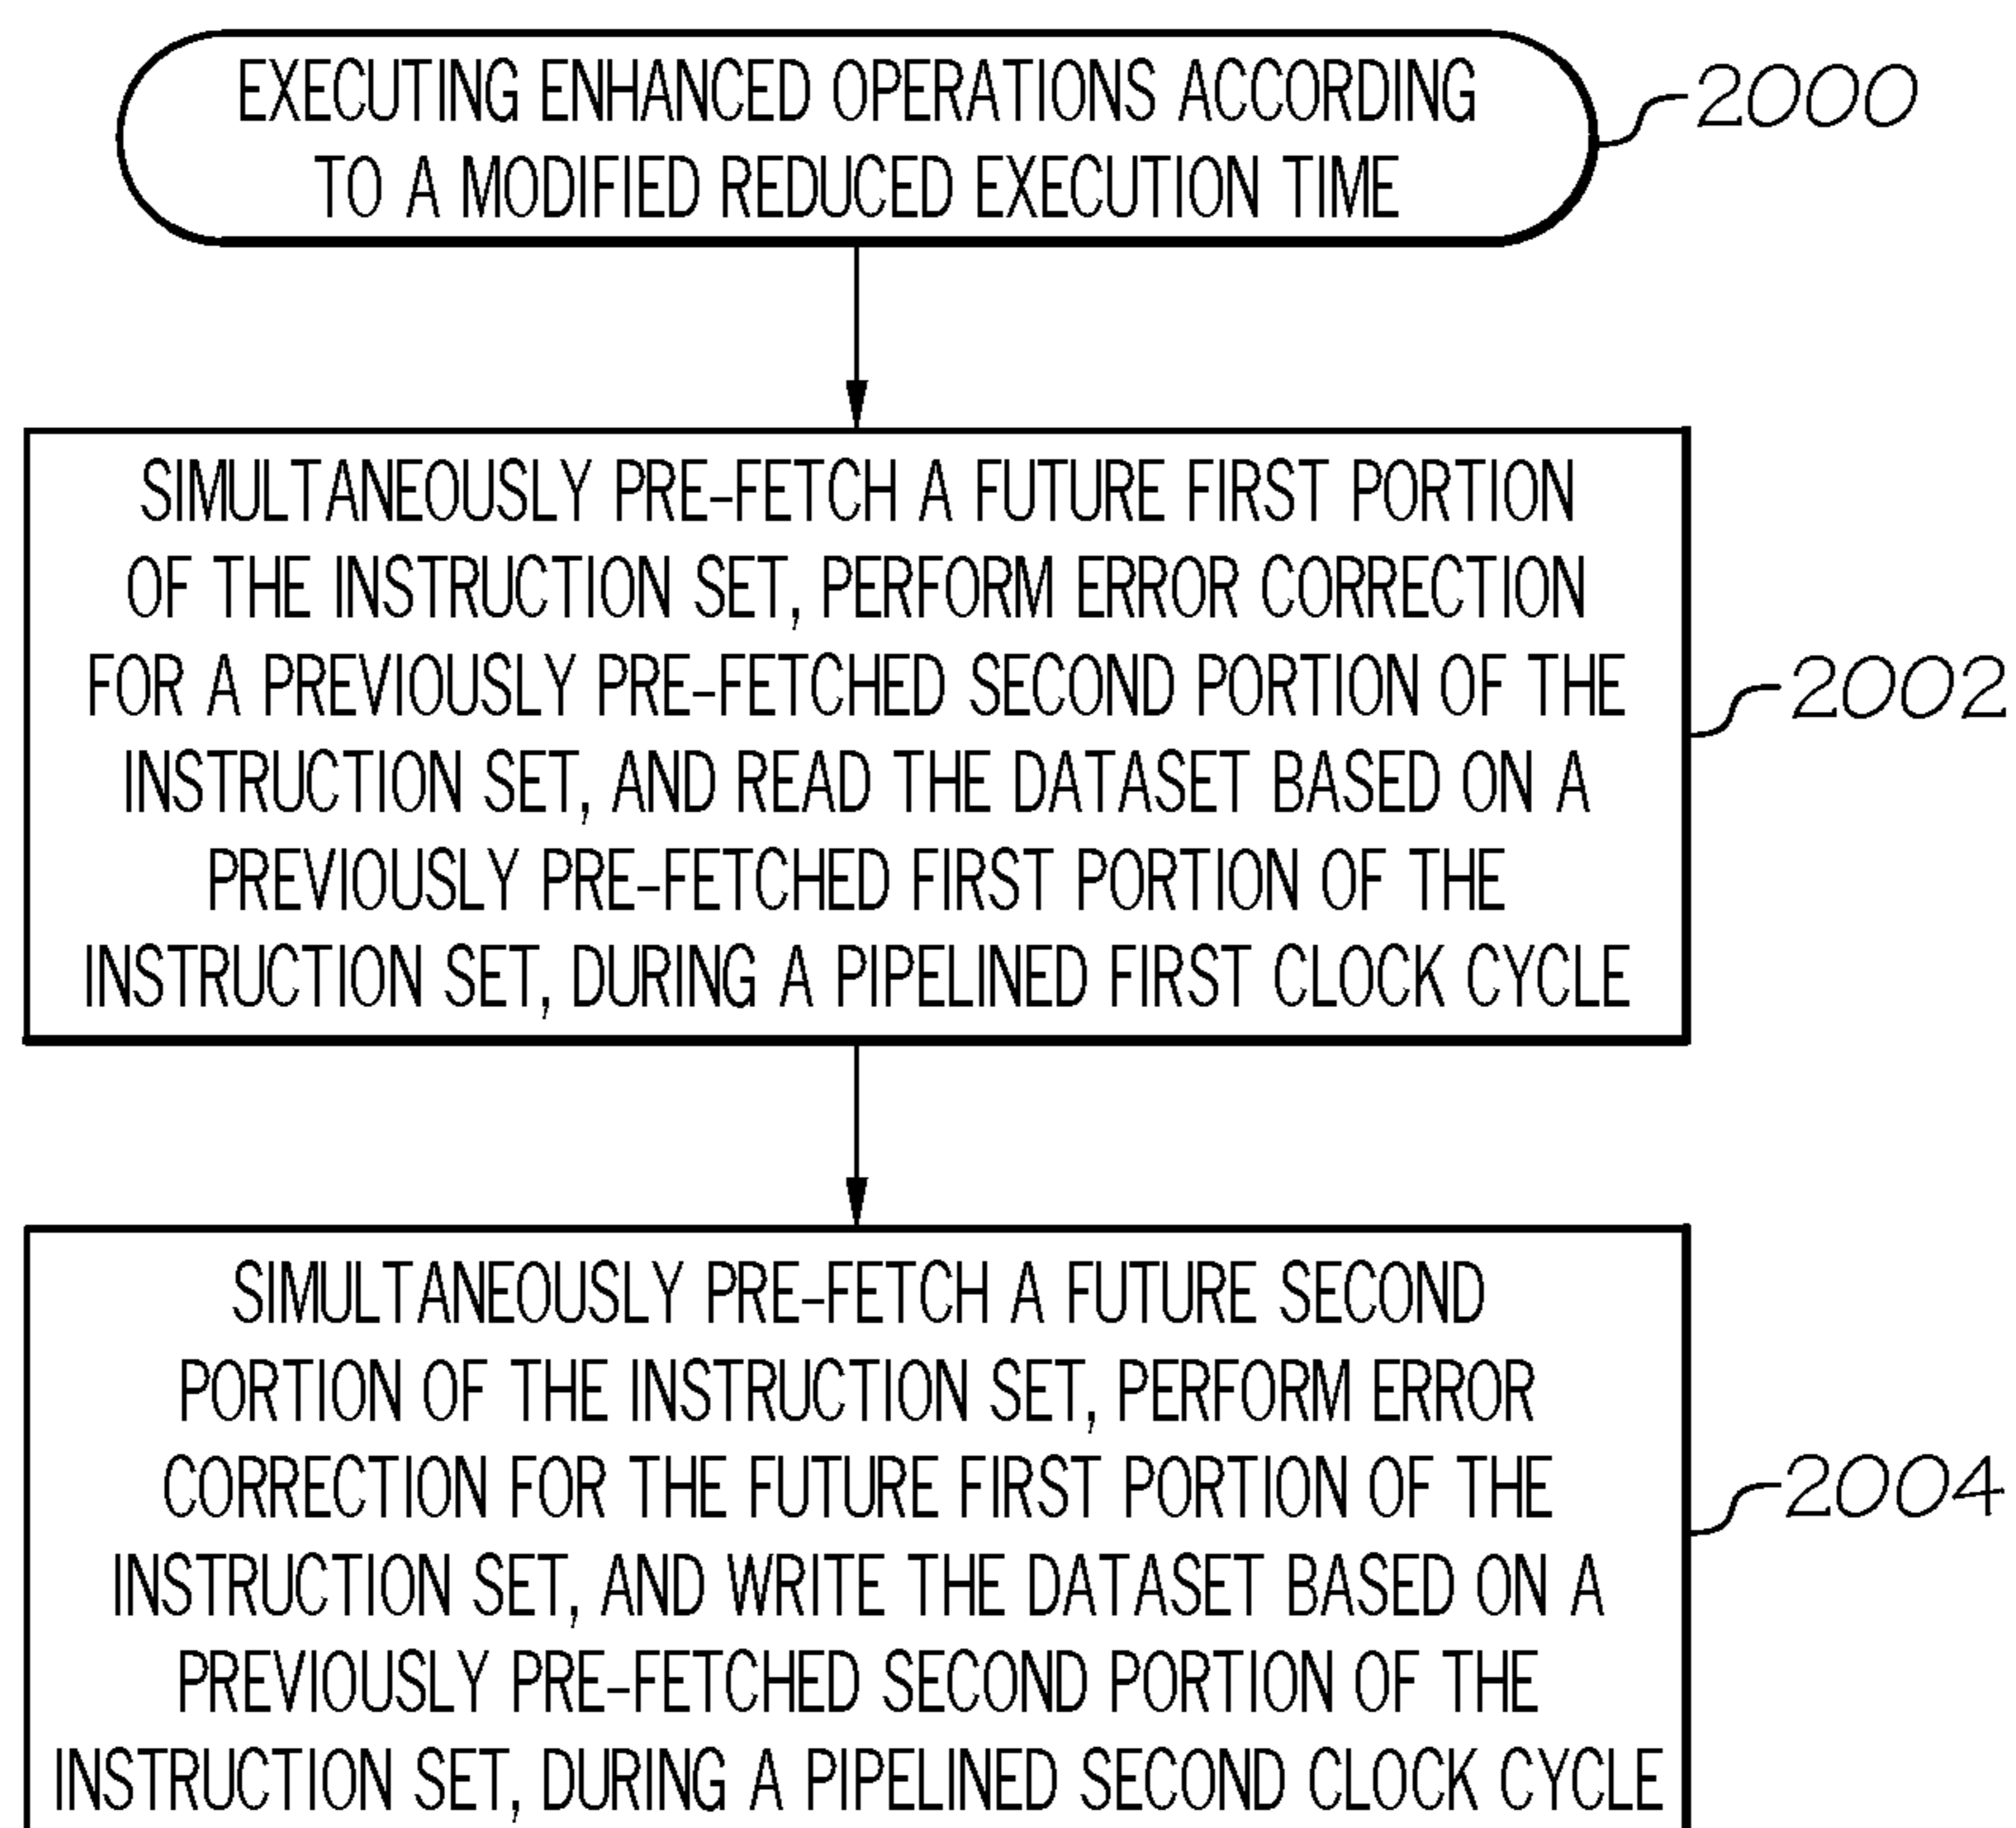 EXECUTING ENHANCED OPERATIONS ACCORDING
TO A MODIFIED REDUCED EXECUTION TIME
2000
SIMULTANEOUSLY PRE-FETCH A FUTURE FIRST PORTION
OF THE INSTRUCTION SET, PERFORM ERROR CORRECTION
FOR A PREVIOUSLY PRE-FETCHED SECOND PORTION OF THE
INSTRUCTION SET, AND READ THE DATASET BASED ON A
PREVIOUSLY PRE-FETCHED FIRST PORTION OF THE
INSTRUCTION SET, DURING A PIPELINED FIRST CLOCK CYCLE
2002
SIMULTANEOUSLY PRE-FETCH A FUTURE SECOND
PORTION OF THE INSTRUCTION SET, PERFORM ERROR
CORRECTION FOR THE FUTURE FIRST PORTION OF THE
INSTRUCTION SET, AND WRITE THE DATASET BASED ON A
PREVIOUSLY PRE-FETCHED SECOND PORTION OF THE
INSTRUCTION SET, DURING A PIPELINED SECOND CLOCK CYCLE
2004